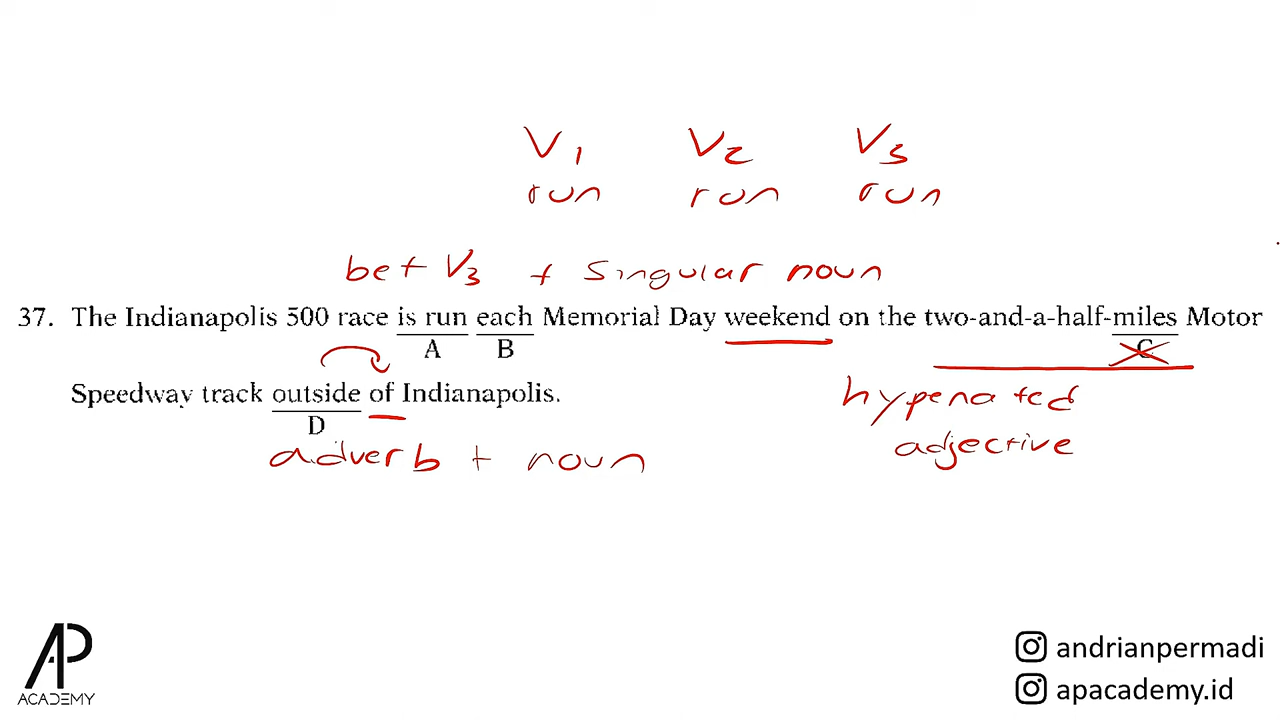 V1 V2 V3
run run run
be + V3 + singular noun
37. The Indianapolis 500 race is run each Memorial Day weekend on the two-and-a-half-miles Motor
A B C
Speedway track outside of Indianapolis.
D
hypenated
adjective
adverb + noun
AP
ACADEMY
andrianpermadi
apacademy.id